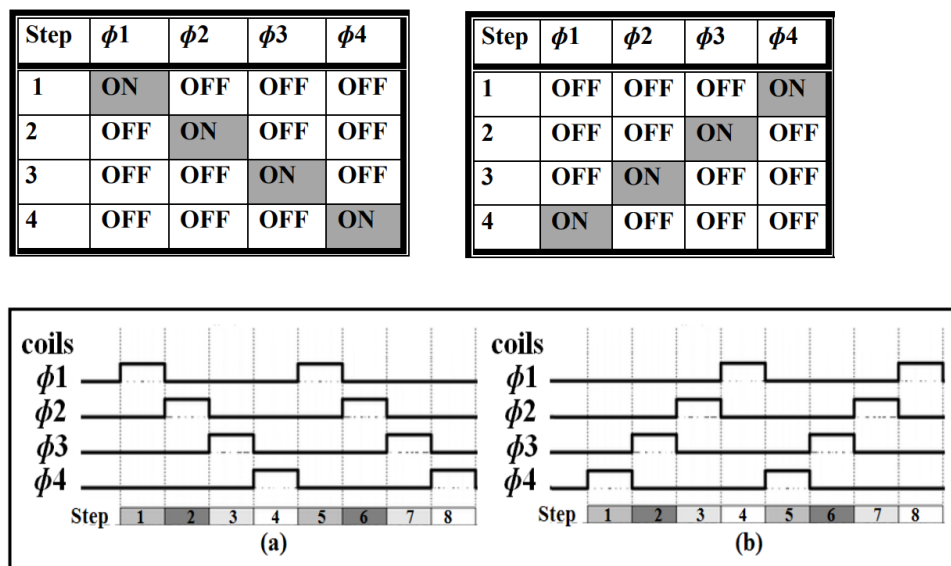 Step ϕ1 ϕ2 ϕ3 ϕ4
1 ON OFF OFF OFF
2 OFF ON OFF OFF
3 OFF OFF ON OFF
4 OFF OFF OFF ON
Step ϕ1 ϕ2 ϕ3 ϕ4
1 OFF OFF OFF ON
2 OFF OFF ON OFF
3 OFF ON OFF OFF
4 ON OFF OFF OFF
coils
ϕ1
ϕ2
ϕ3
ϕ4
Step 1 2 3 4 5 6 7 8
(a)
coils
ϕ1
ϕ2
ϕ3
ϕ4
Step 1 2 3 4 5 6 7 8
(b)